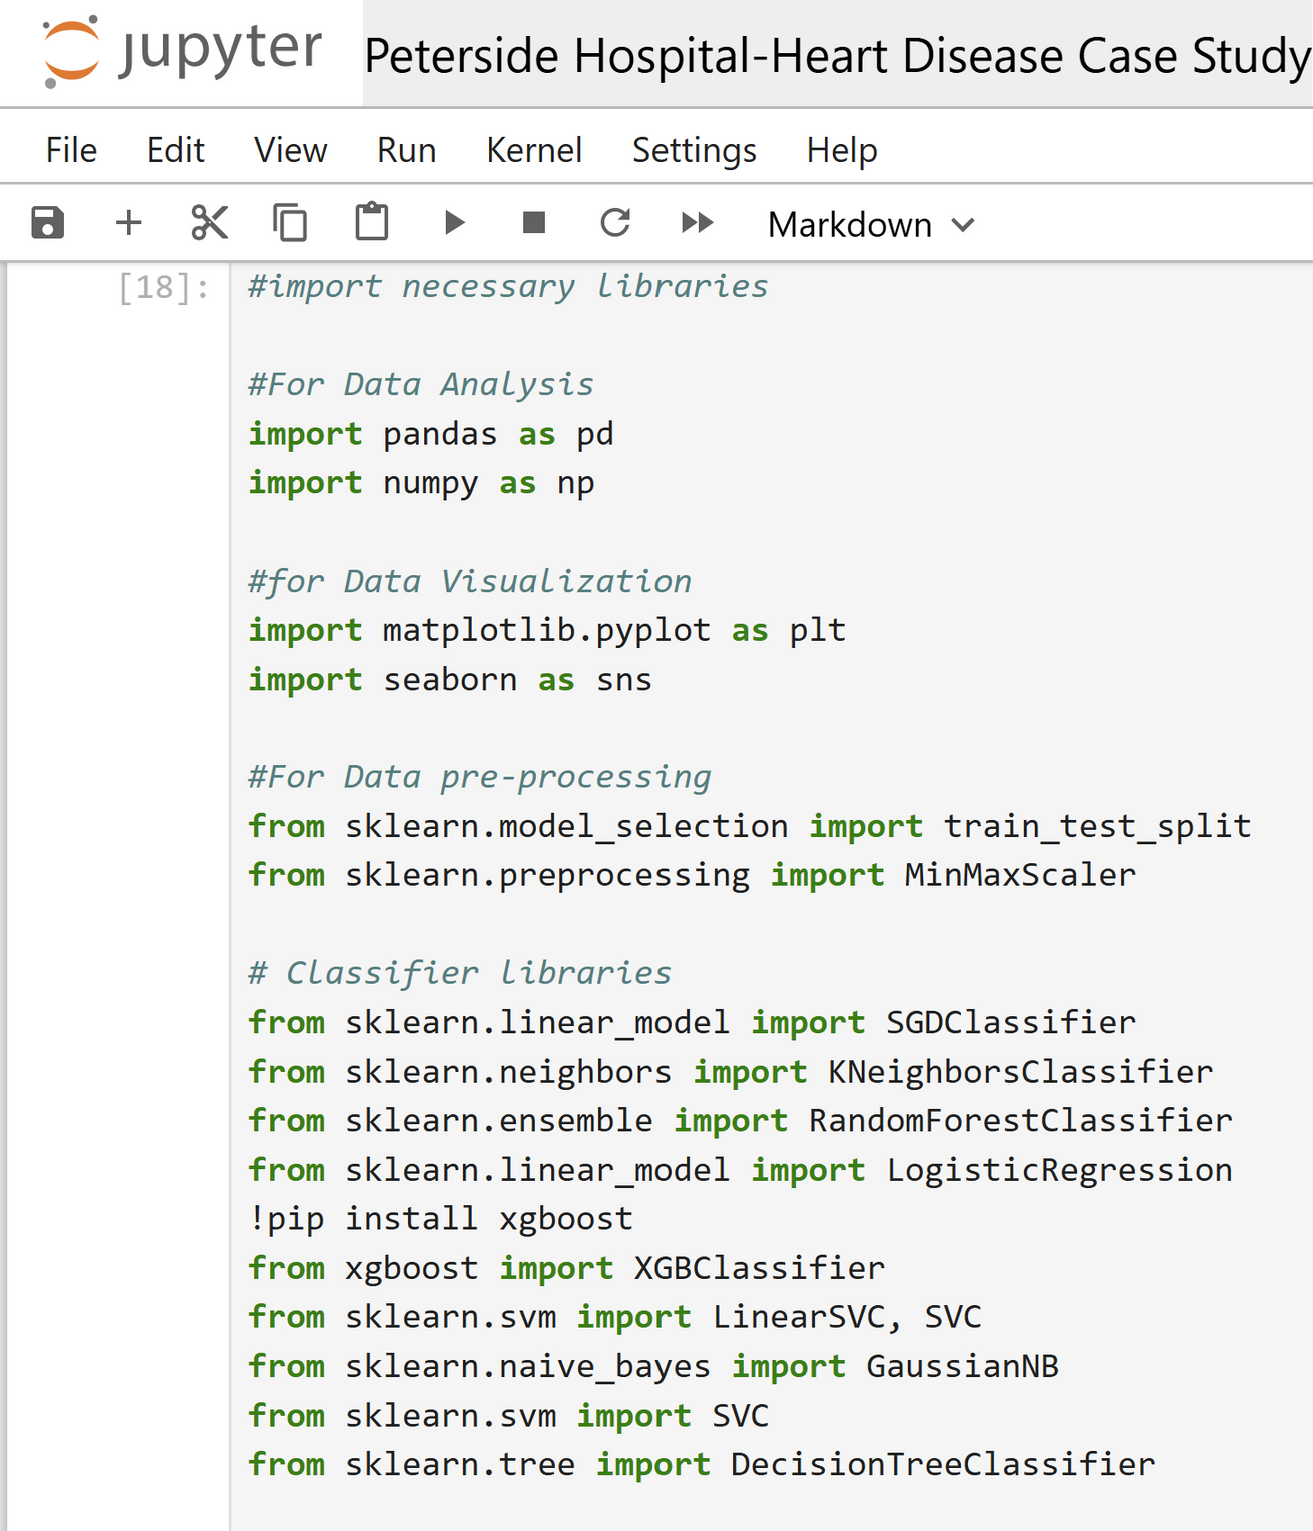 jupyter
Peterside Hospital-Heart Disease Case Study
File Edit View Run Kernel Settings Help
Markdown
[18]:
#import necessary libraries
#For Data Analysis
import pandas as pd
import numpy as np
#for Data Visualization
import matplotlib.pyplot as plt
import seaborn as sns
#For Data pre-processing
from sklearn.model_selection import train_test_split
from sklearn.preprocessing import MinMaxScaler
# Classifier libraries
from sklearn.linear_model import SGDClassifier
from sklearn.neighbors import KNeighborsClassifier
from sklearn.ensemble import RandomForestClassifier
from sklearn.linear_model import LogisticRegression
!pip install xgboost
from xgboost import XGBClassifier
from sklearn.svm import LinearSVC, SVC
from sklearn.naive_bayes import GaussianNB
from sklearn.svm import SVC
from sklearn.tree import DecisionTreeClassifier